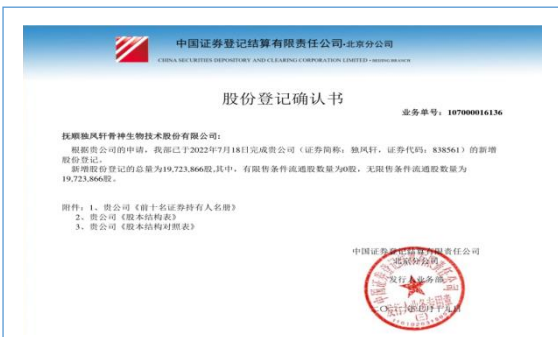 中国证券登记结算有限责任公司·北京分公司
CHINA SECURITIES DEPOSITORY AND CLEARING CORPORATION LIMITED · BEIJING BRANCH
股份登记确认书
业务单号：107000016136
抚顺独凤轩骨神生物技术股份有限公司:
根据贵公司的申请，我部已于2022年7月18日完成贵公司（证券简称：独凤轩，证券代码：838561）的新增
股份登记。
新增股份登记的总量为19,723,866股,其中，有限售条件流通股数量为0股，无限售条件流通股数量为
19,723,866股。
附件：1、贵公司《前十名证券持有人名册》
2、贵公司《股本结构表》
3、贵公司《股本结构对照表》
中国证券登记结算有限责任公司
北京分公司
发行人业务部